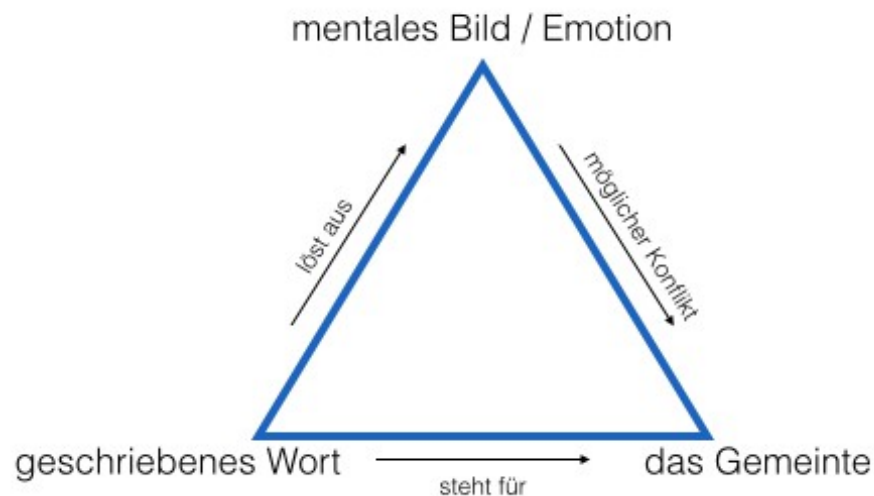 mentales Bild / Emotion
löst aus
möglicher Konflikt
geschriebenes Wort
das Gemeinte
steht für